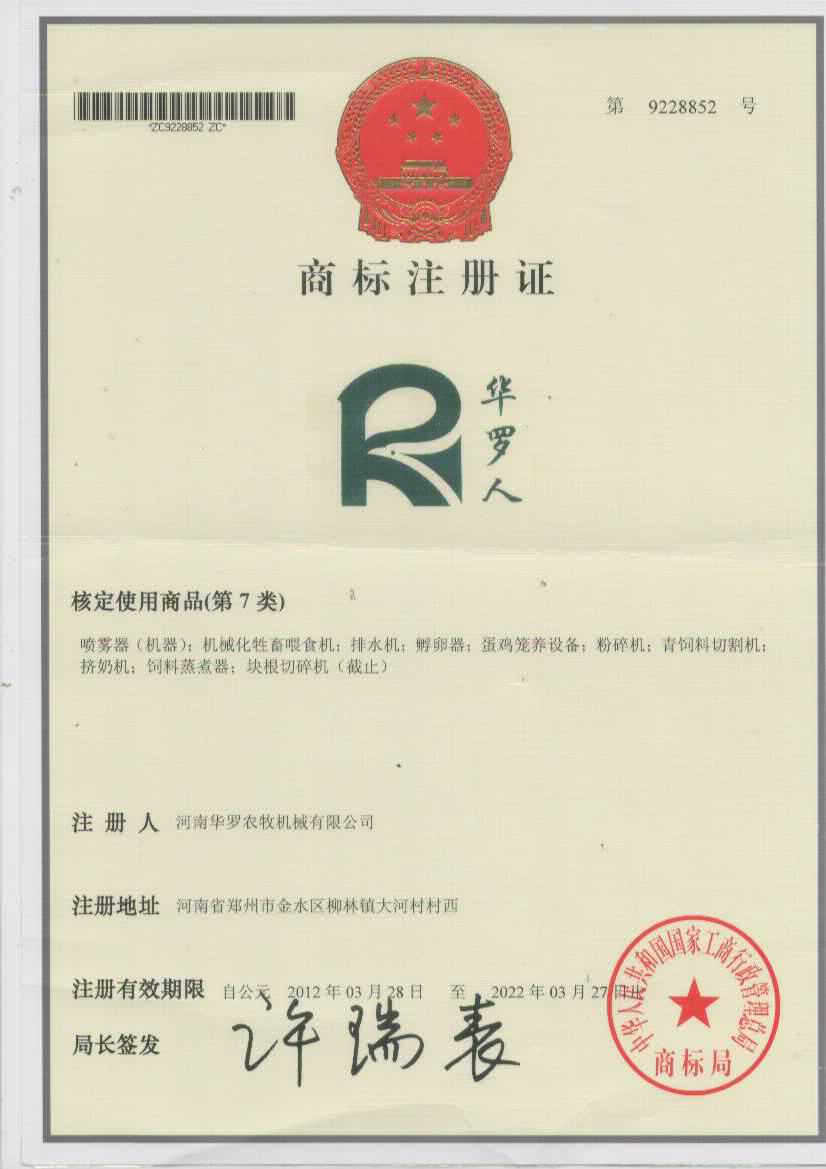 *ZC9228852 ZC*
第 9228852 号
商标注册证
华罗人
核定使用商品(第 7 类)
喷雾器（机器）；机械化牲畜喂食机；排水机；孵卵器；蛋鸡笼养设备；粉碎机；青饲料切割机；
挤奶机；饲料蒸煮器；块根切碎机（截止）
注 册 人 河南华罗农牧机械有限公司
注册地址 河南省郑州市金水区柳林镇大河村村西
注册有效期限 自公元 2012 年 03 月 28 日 至 2022 年 03 月 27 日止
局长签发 许瑞表
中华人民共和国国家工商行政管理总局
商标局